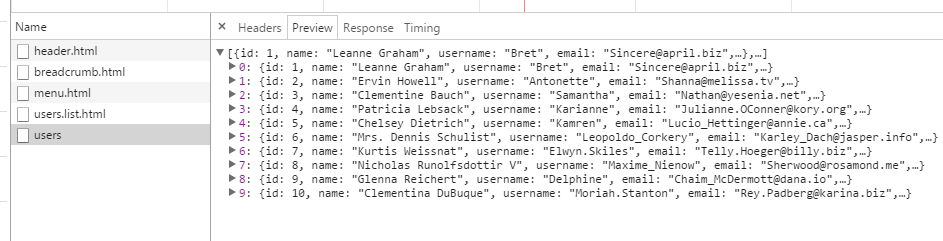 Name
× Headers Preview Response Timing
header.html
breadcrumb.html
menu.html
users.list.html
users
▼[{id: 1, name: "Leanne Graham", username: "Bret", email: "Sincere@april.biz",…},…]
▶0: {id: 1, name: "Leanne Graham", username: "Bret", email: "Sincere@april.biz",…}
▶1: {id: 2, name: "Ervin Howell", username: "Antonette", email: "Shanna@melissa.tv",…}
▶2: {id: 3, name: "Clementine Bauch", username: "Samantha", email: "Nathan@yesenia.net",…}
▶3: {id: 4, name: "Patricia Lebsack", username: "Karianne", email: "Julianne.OConner@kory.org",…}
▶4: {id: 5, name: "Chelsey Dietrich", username: "Kamren", email: "Lucio_Hettinger@annie.ca",…}
▶5: {id: 6, name: "Mrs. Dennis Schulist", username: "Leopoldo_Corkery", email: "Karley_Dach@jasper.info",…}
▶6: {id: 7, name: "Kurtis Weissnat", username: "Elwyn.Skiles", email: "Telly.Hoeger@billy.biz",…}
▶7: {id: 8, name: "Nicholas Runolfsdottir V", username: "Maxime_Nienow", email: "Sherwood@rosamond.me",…}
▶8: {id: 9, name: "Glenna Reichert", username: "Delphine", email: "Chaim_McDermott@dana.io",…}
▶9: {id: 10, name: "Clementina DuBuque", username: "Moriah.Stanton", email: "Rey.Padberg@karina.biz",…}